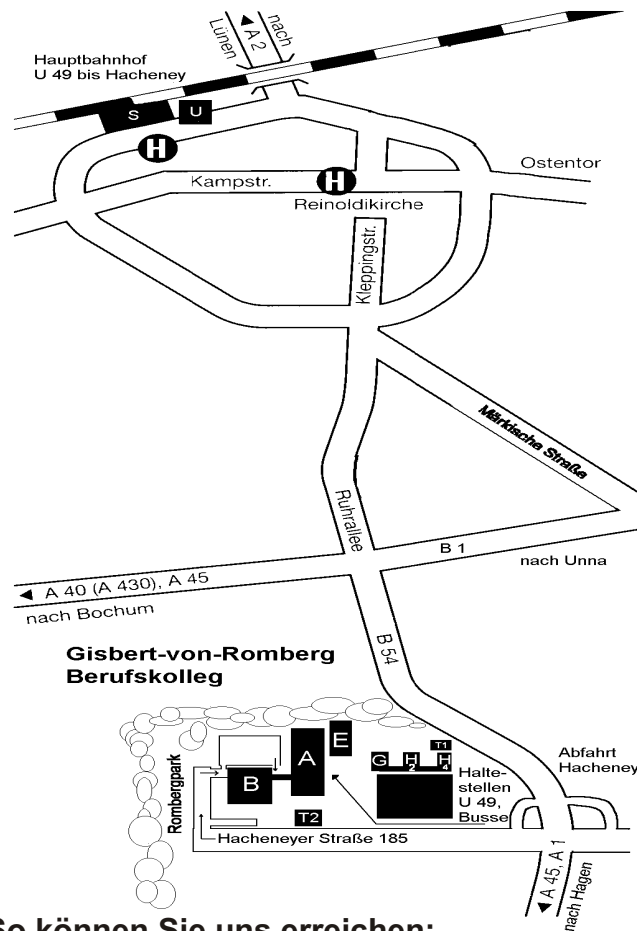 nach
◄ A 2
Lünen
Hauptbahnhof
U 49 bis Hacheney
S
U
H
Kampstr.
H
Reinoldikirche
Ostentor
Kleppingstr.
Märkische Straße
Ruhrallee
B 1
nach Unna
◄ A 40 (A 430), A 45
nach Bochum
B 54
Gisbert-von-Romberg
Berufskolleg
Rombergpark
A
E
B
T2
G
H
2
H
4
T1
Halte-
stellen
U 49,
Busse
Abfahrt
Hacheney
Hacheneyer Straße 185
◄ A 45, A 1
nach Hagen
So können Sie uns erreichen: